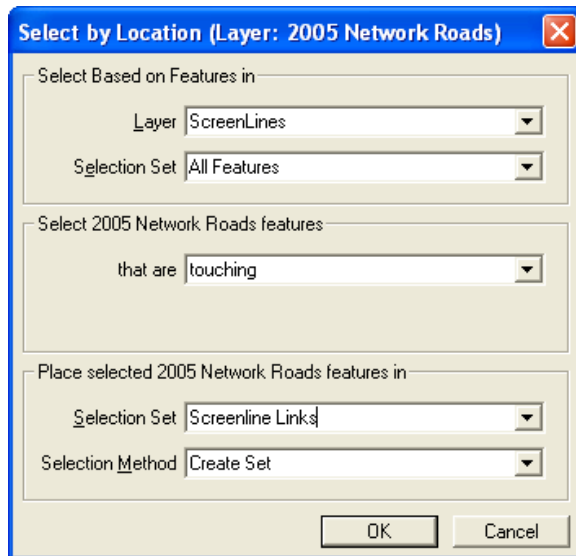 Select by Location (Layer: 2005 Network Roads)
Select Based on Features in
Layer ScreenLines
Selection Set All Features
Select 2005 Network Roads features
that are touching
Place selected 2005 Network Roads features in
Selection Set Screenline Links
Selection Method Create Set
OK Cancel